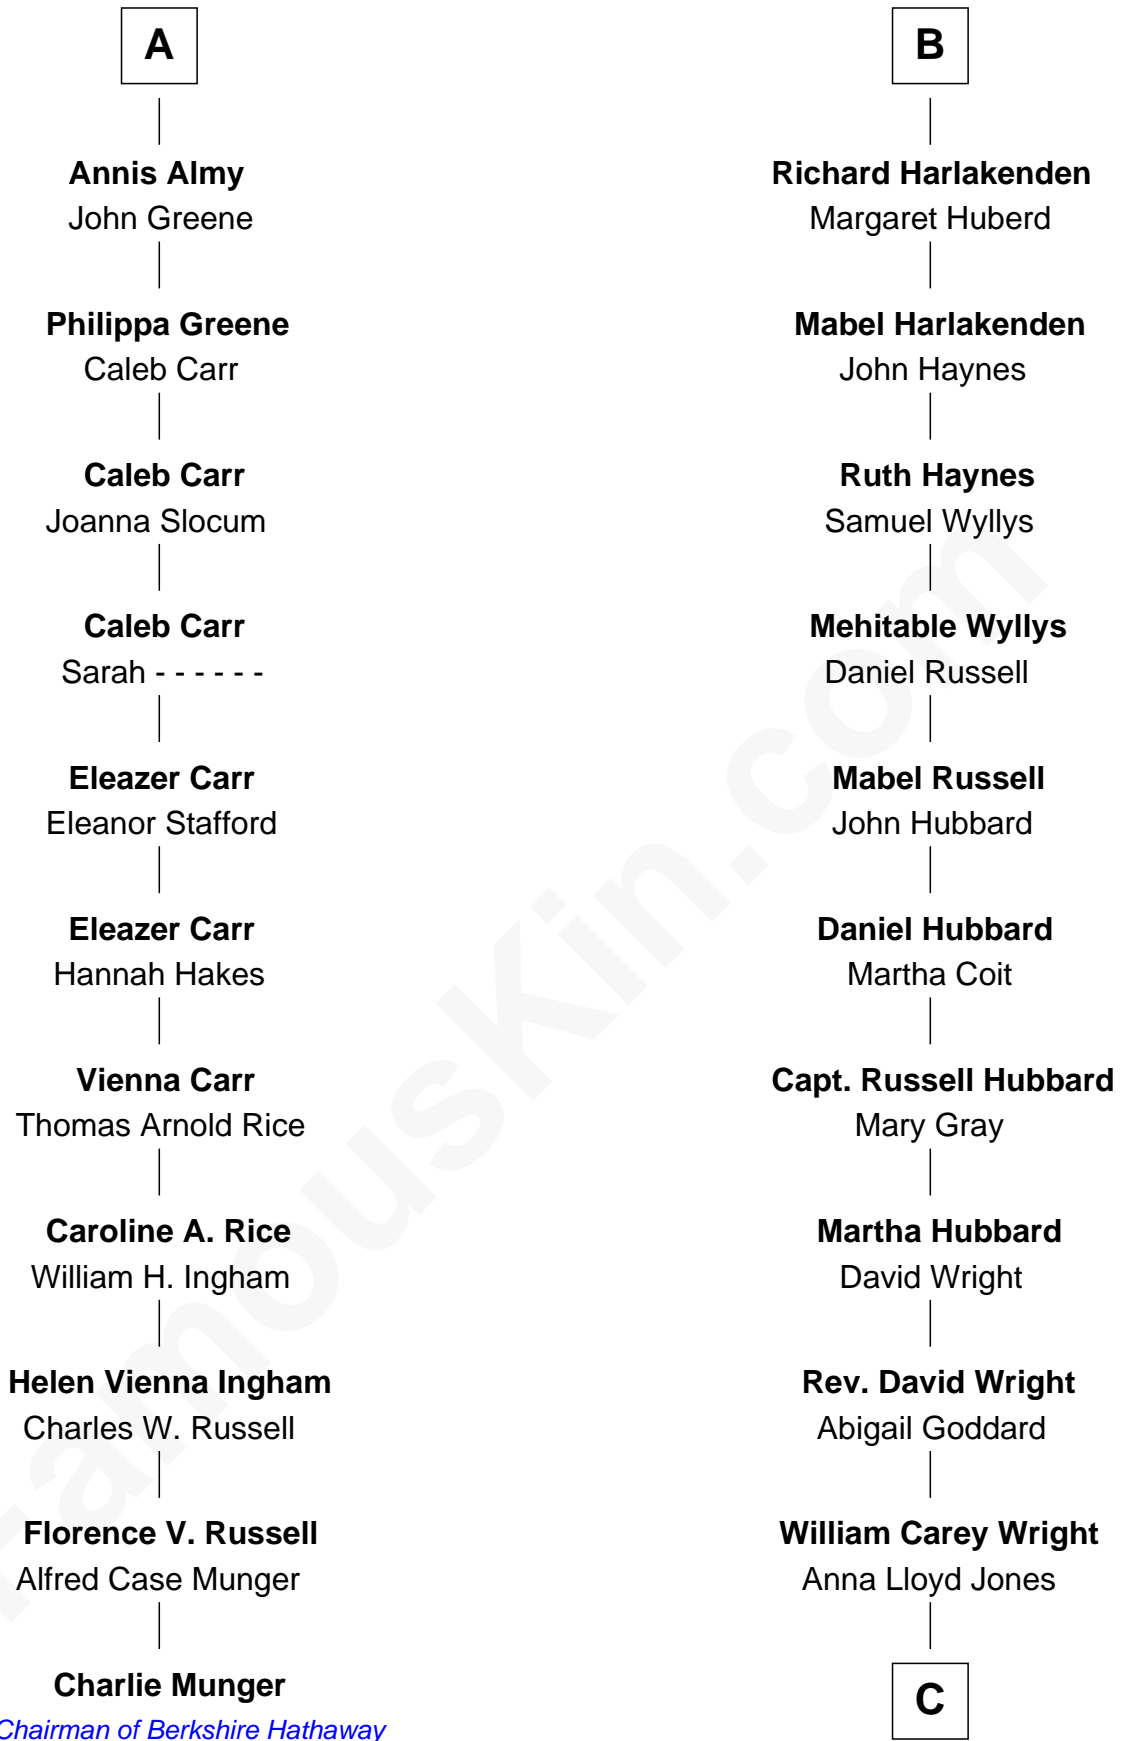 A
Annis Almy
John Greene
Philippa Greene
Caleb Carr
Caleb Carr
Joanna Slocum
Caleb Carr
Sarah - - - - - -
Eleazer Carr
Eleanor Stafford
Eleazer Carr
Hannah Hakes
Vienna Carr
Thomas Arnold Rice
Caroline A. Rice
William H. Ingham
Helen Vienna Ingham
Charles W. Russell
Florence V. Russell
Alfred Case Munger
Charlie Munger
Chairman of Berkshire Hathaway
B
Richard Harlakenden
Margaret Huberd
Mabel Harlakenden
John Haynes
Ruth Haynes
Samuel Wyllys
Mehitable Wyllys
Daniel Russell
Mabel Russell
John Hubbard
Daniel Hubbard
Martha Coit
Capt. Russell Hubbard
Mary Gray
Martha Hubbard
David Wright
Rev. David Wright
Abigail Goddard
William Carey Wright
Anna Lloyd Jones
C
FamousKin.com